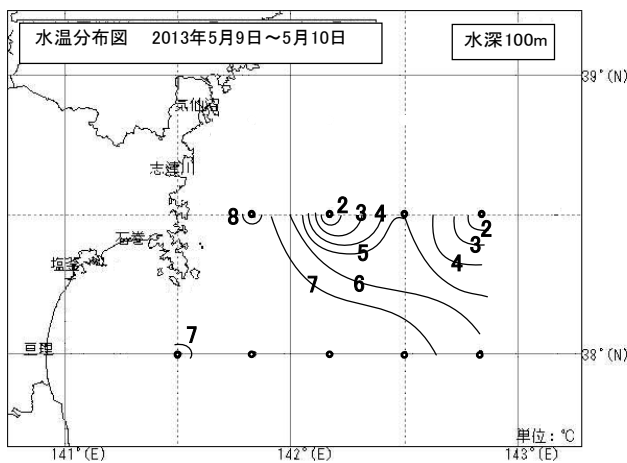 水温分布図 2013年5月9日～5月10日
水深100m
39°(N)
気仙沼
志津川
石巻
塩釜
亘理
8
2
3
4
5
6
7
2
3
4
7
38°(N)
単位：℃
141°(E)
142°(E)
143°(E)